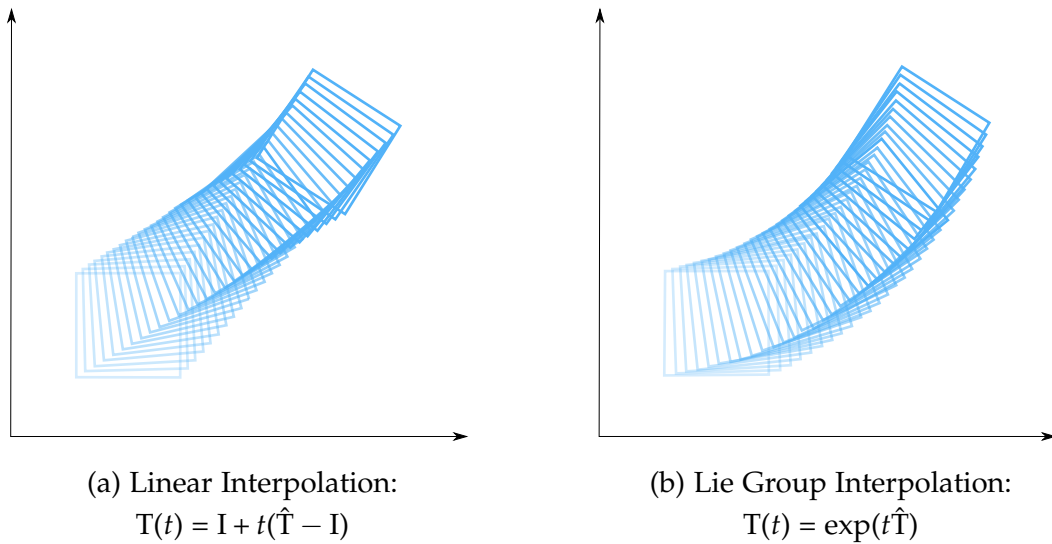 (a) Linear Interpolation:
T(t) = I + t(T̂ − I)
(b) Lie Group Interpolation:
T(t) = exp(tT̂)